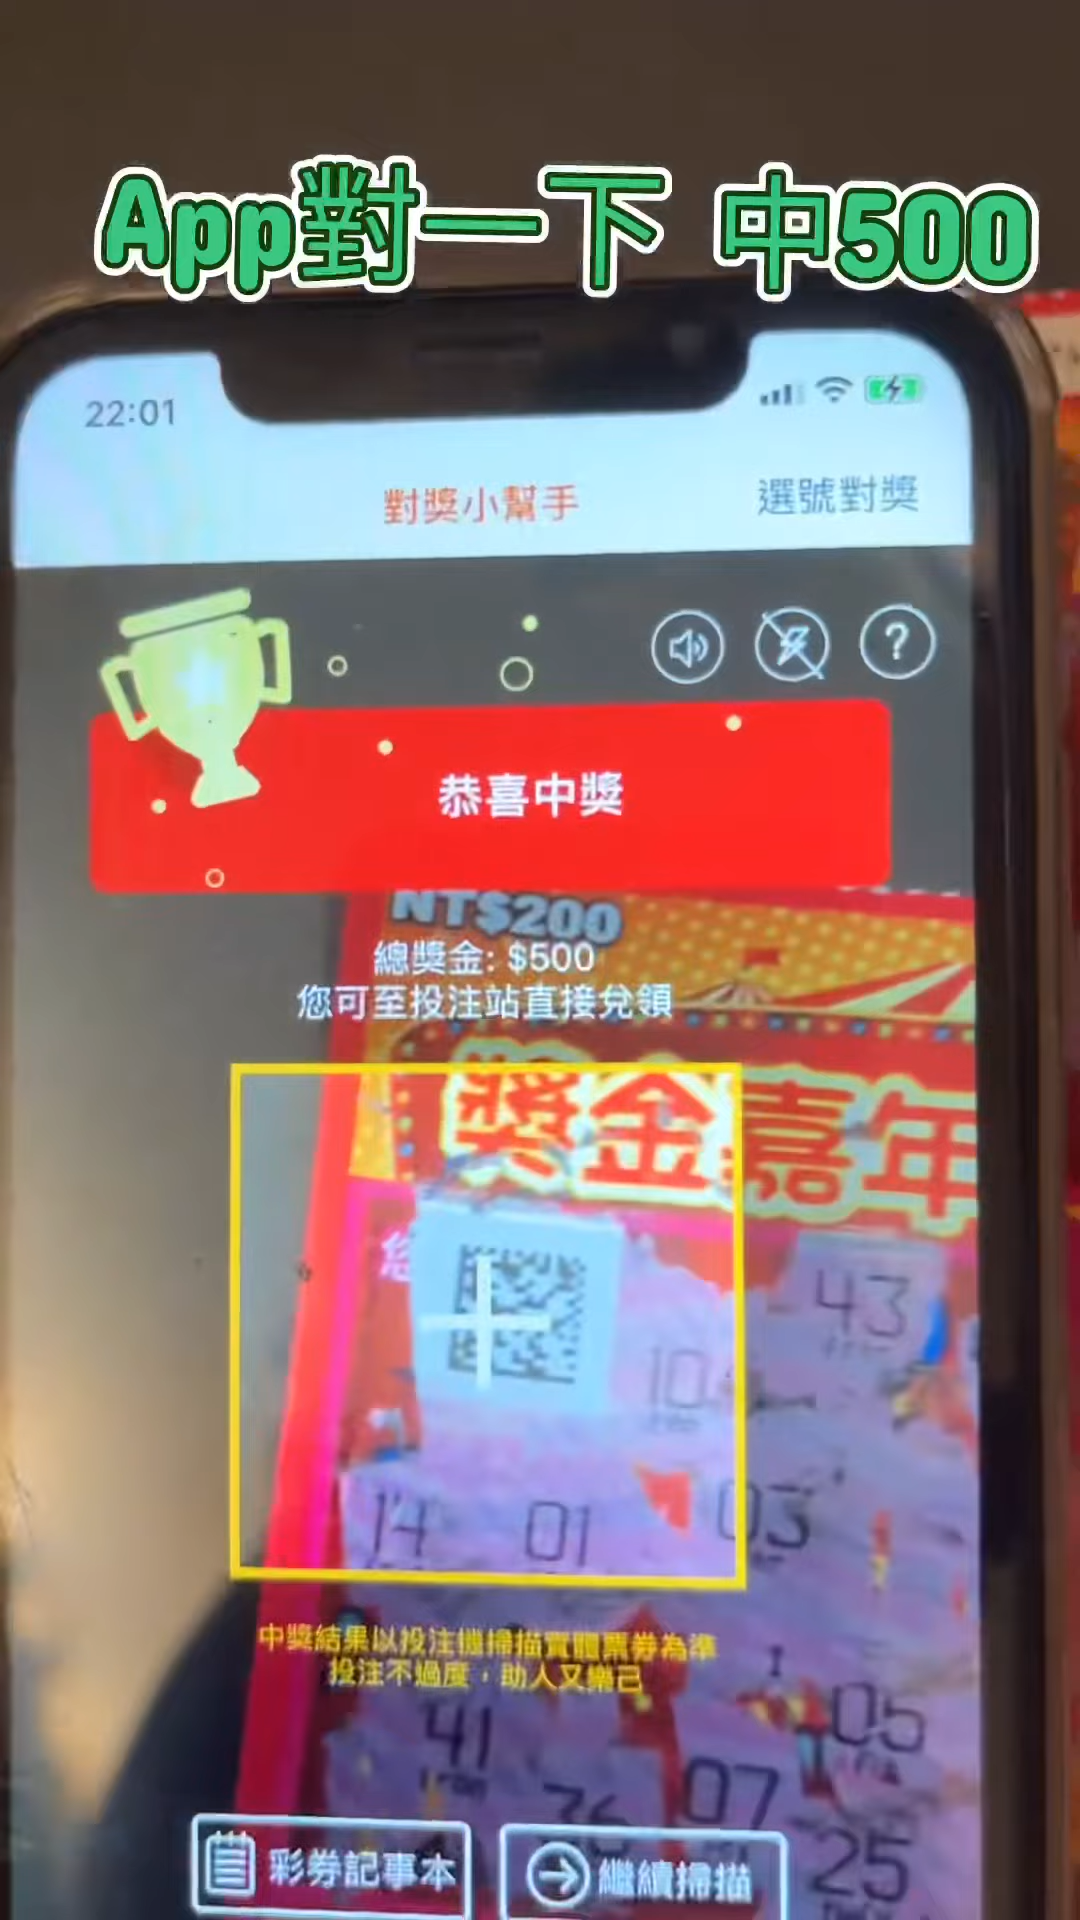 App對一下 中500
22:01
對獎小幫手
選號對獎
?
恭喜中獎
NT$200
總獎金: $500
您可至投注站直接兌領
獎金嘉年
您
43
10
14 01 03
中獎結果以投注機掃描實體票券為準
投注不過度，助人又樂己
05
41
07
36
25
彩券記事本
繼續掃描